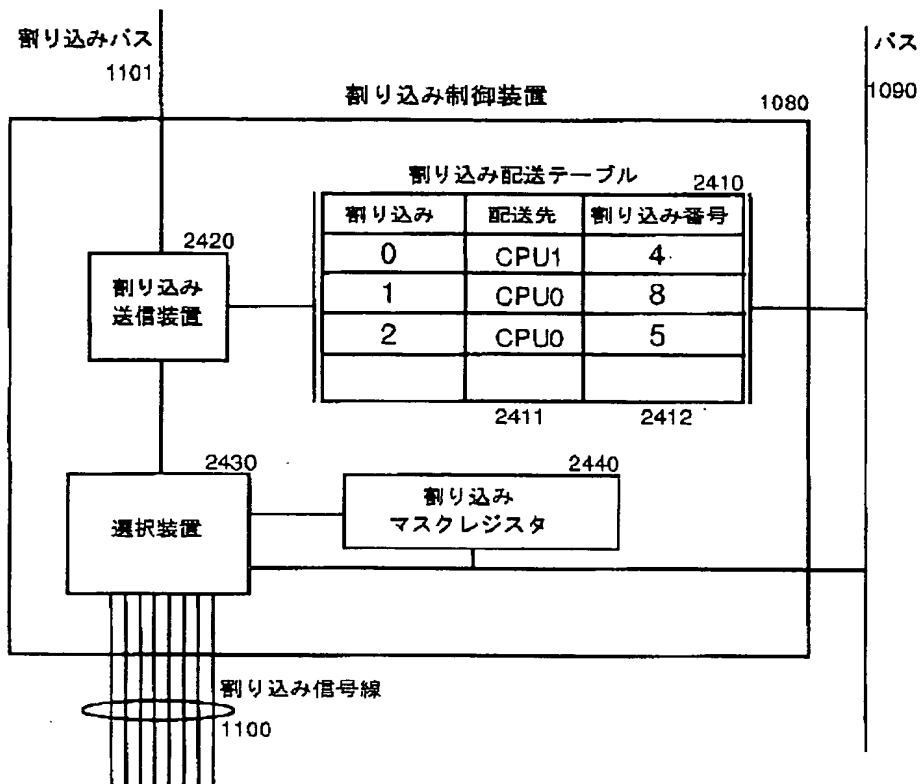 割り込みバス
1101
バス
1090
割り込み制御装置
1080
割り込み配送テーブル
2410
割り込み 配送先 割り込み番号
0 CPU1 4
1 CPU0 8
2 CPU0 5
2411 2412
2420
割り込み
送信装置
2430
選択装置
2440
割り込み
マスクレジスタ
割り込み信号線
1100